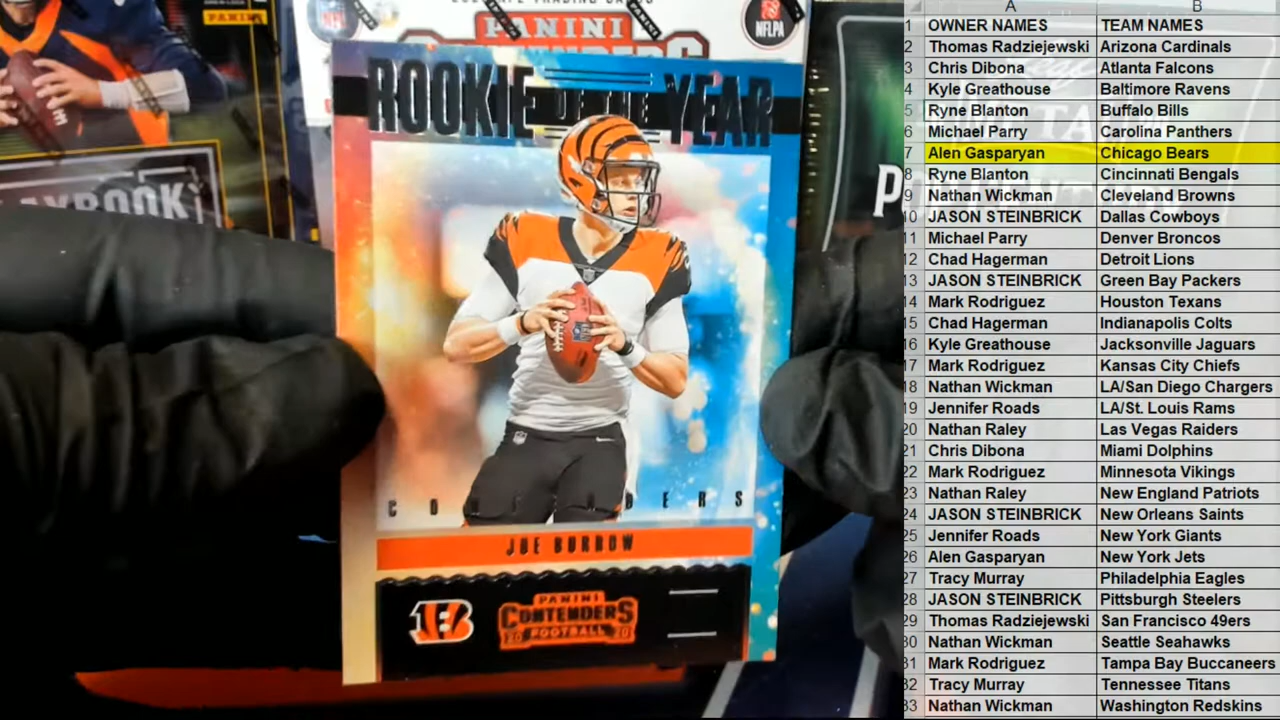 PANINI
PANINI
NFLPA
PLAYBOOK
ROOKIE OF THE YEAR
CONTENDERS
JOE BURROW
PANINI
CONTENDERS
20 FOOTBALL 20
A B
1 OWNER NAMES TEAM NAMES
2 Thomas Radziejewski Arizona Cardinals
3 Chris Dibona Atlanta Falcons
4 Kyle Greathouse Baltimore Ravens
5 Ryne Blanton Buffalo Bills
6 Michael Parry Carolina Panthers
7 Alen Gasparyan Chicago Bears
8 Ryne Blanton Cincinnati Bengals
9 Nathan Wickman Cleveland Browns
10 JASON STEINBRICK Dallas Cowboys
11 Michael Parry Denver Broncos
12 Chad Hagerman Detroit Lions
13 JASON STEINBRICK Green Bay Packers
14 Mark Rodriguez Houston Texans
15 Chad Hagerman Indianapolis Colts
16 Kyle Greathouse Jacksonville Jaguars
17 Mark Rodriguez Kansas City Chiefs
18 Nathan Wickman LA/San Diego Chargers
19 Jennifer Roads LA/St. Louis Rams
20 Nathan Raley Las Vegas Raiders
21 Chris Dibona Miami Dolphins
22 Mark Rodriguez Minnesota Vikings
23 Nathan Raley New England Patriots
24 JASON STEINBRICK New Orleans Saints
25 Jennifer Roads New York Giants
26 Alen Gasparyan New York Jets
27 Tracy Murray Philadelphia Eagles
28 JASON STEINBRICK Pittsburgh Steelers
29 Thomas Radziejewski San Francisco 49ers
30 Nathan Wickman Seattle Seahawks
31 Mark Rodriguez Tampa Bay Buccaneers
32 Tracy Murray Tennessee Titans
33 Nathan Wickman Washington Redskins